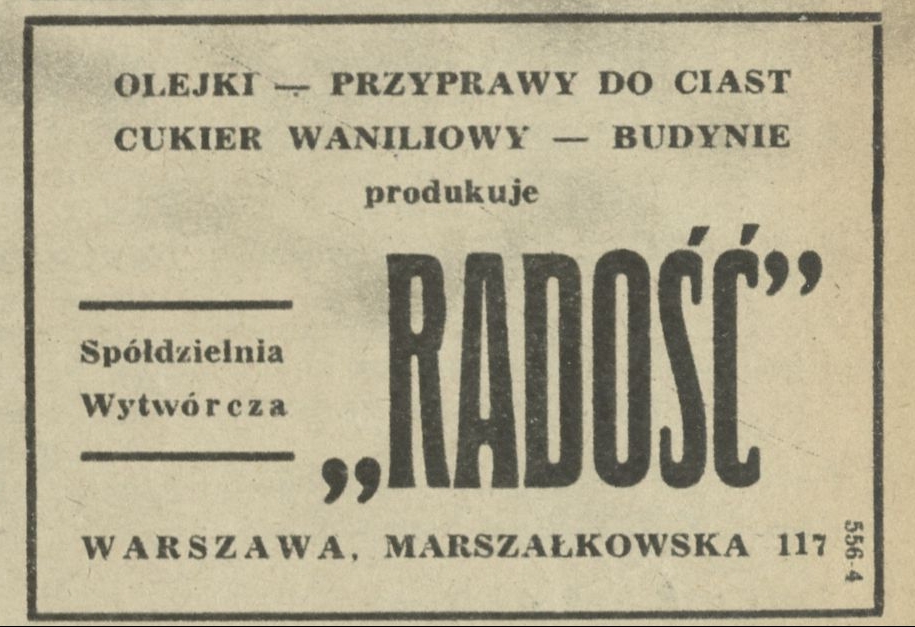 OLEJKI — PRZYPRAWY DO CIAST
CUKIER WANILIOWY — BUDYNIE
produkuje
Spółdzielnia
Wytwórcza
„RADOŚĆ”
WARSZAWA, MARSZAŁKOWSKA 117
556-4